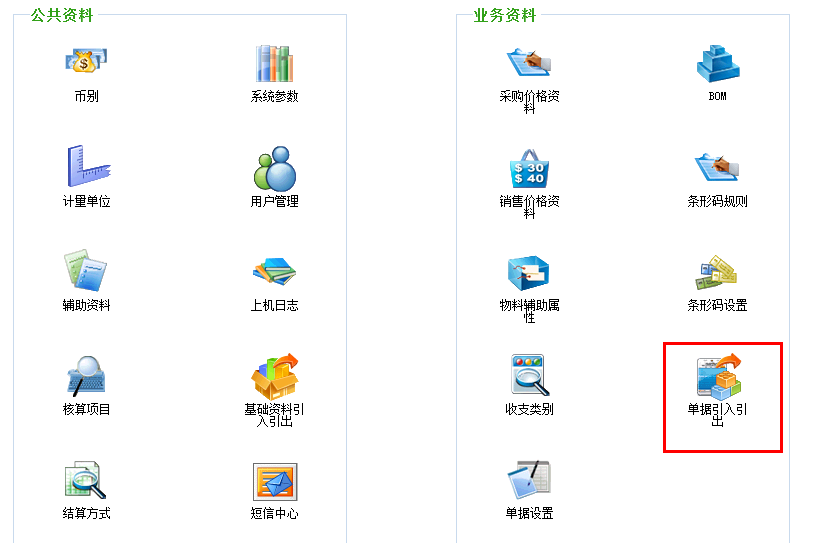 公共资料
币别
系统参数
计量单位
用户管理
辅助资料
上机日志
核算项目
基础资料引
入引出
结算方式
短信中心
业务资料
采购价格资
料
BOM
$ 30
$ 40
销售价格资
料
条形码规则
物料辅助属
性
条形码设置
收支类别
单据引入引
出
单据设置